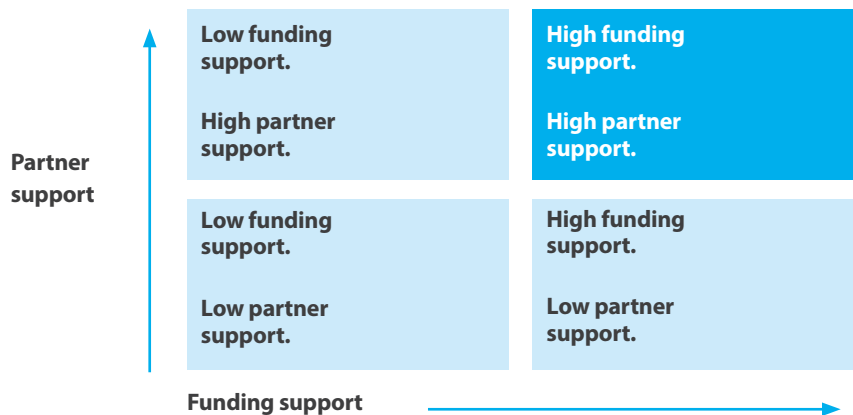 Low funding
support.
High partner
support.
High funding
support.
High partner
support.
Partner
support
Low funding
support.
Low partner
support.
High funding
support.
Low partner
support.
Funding support